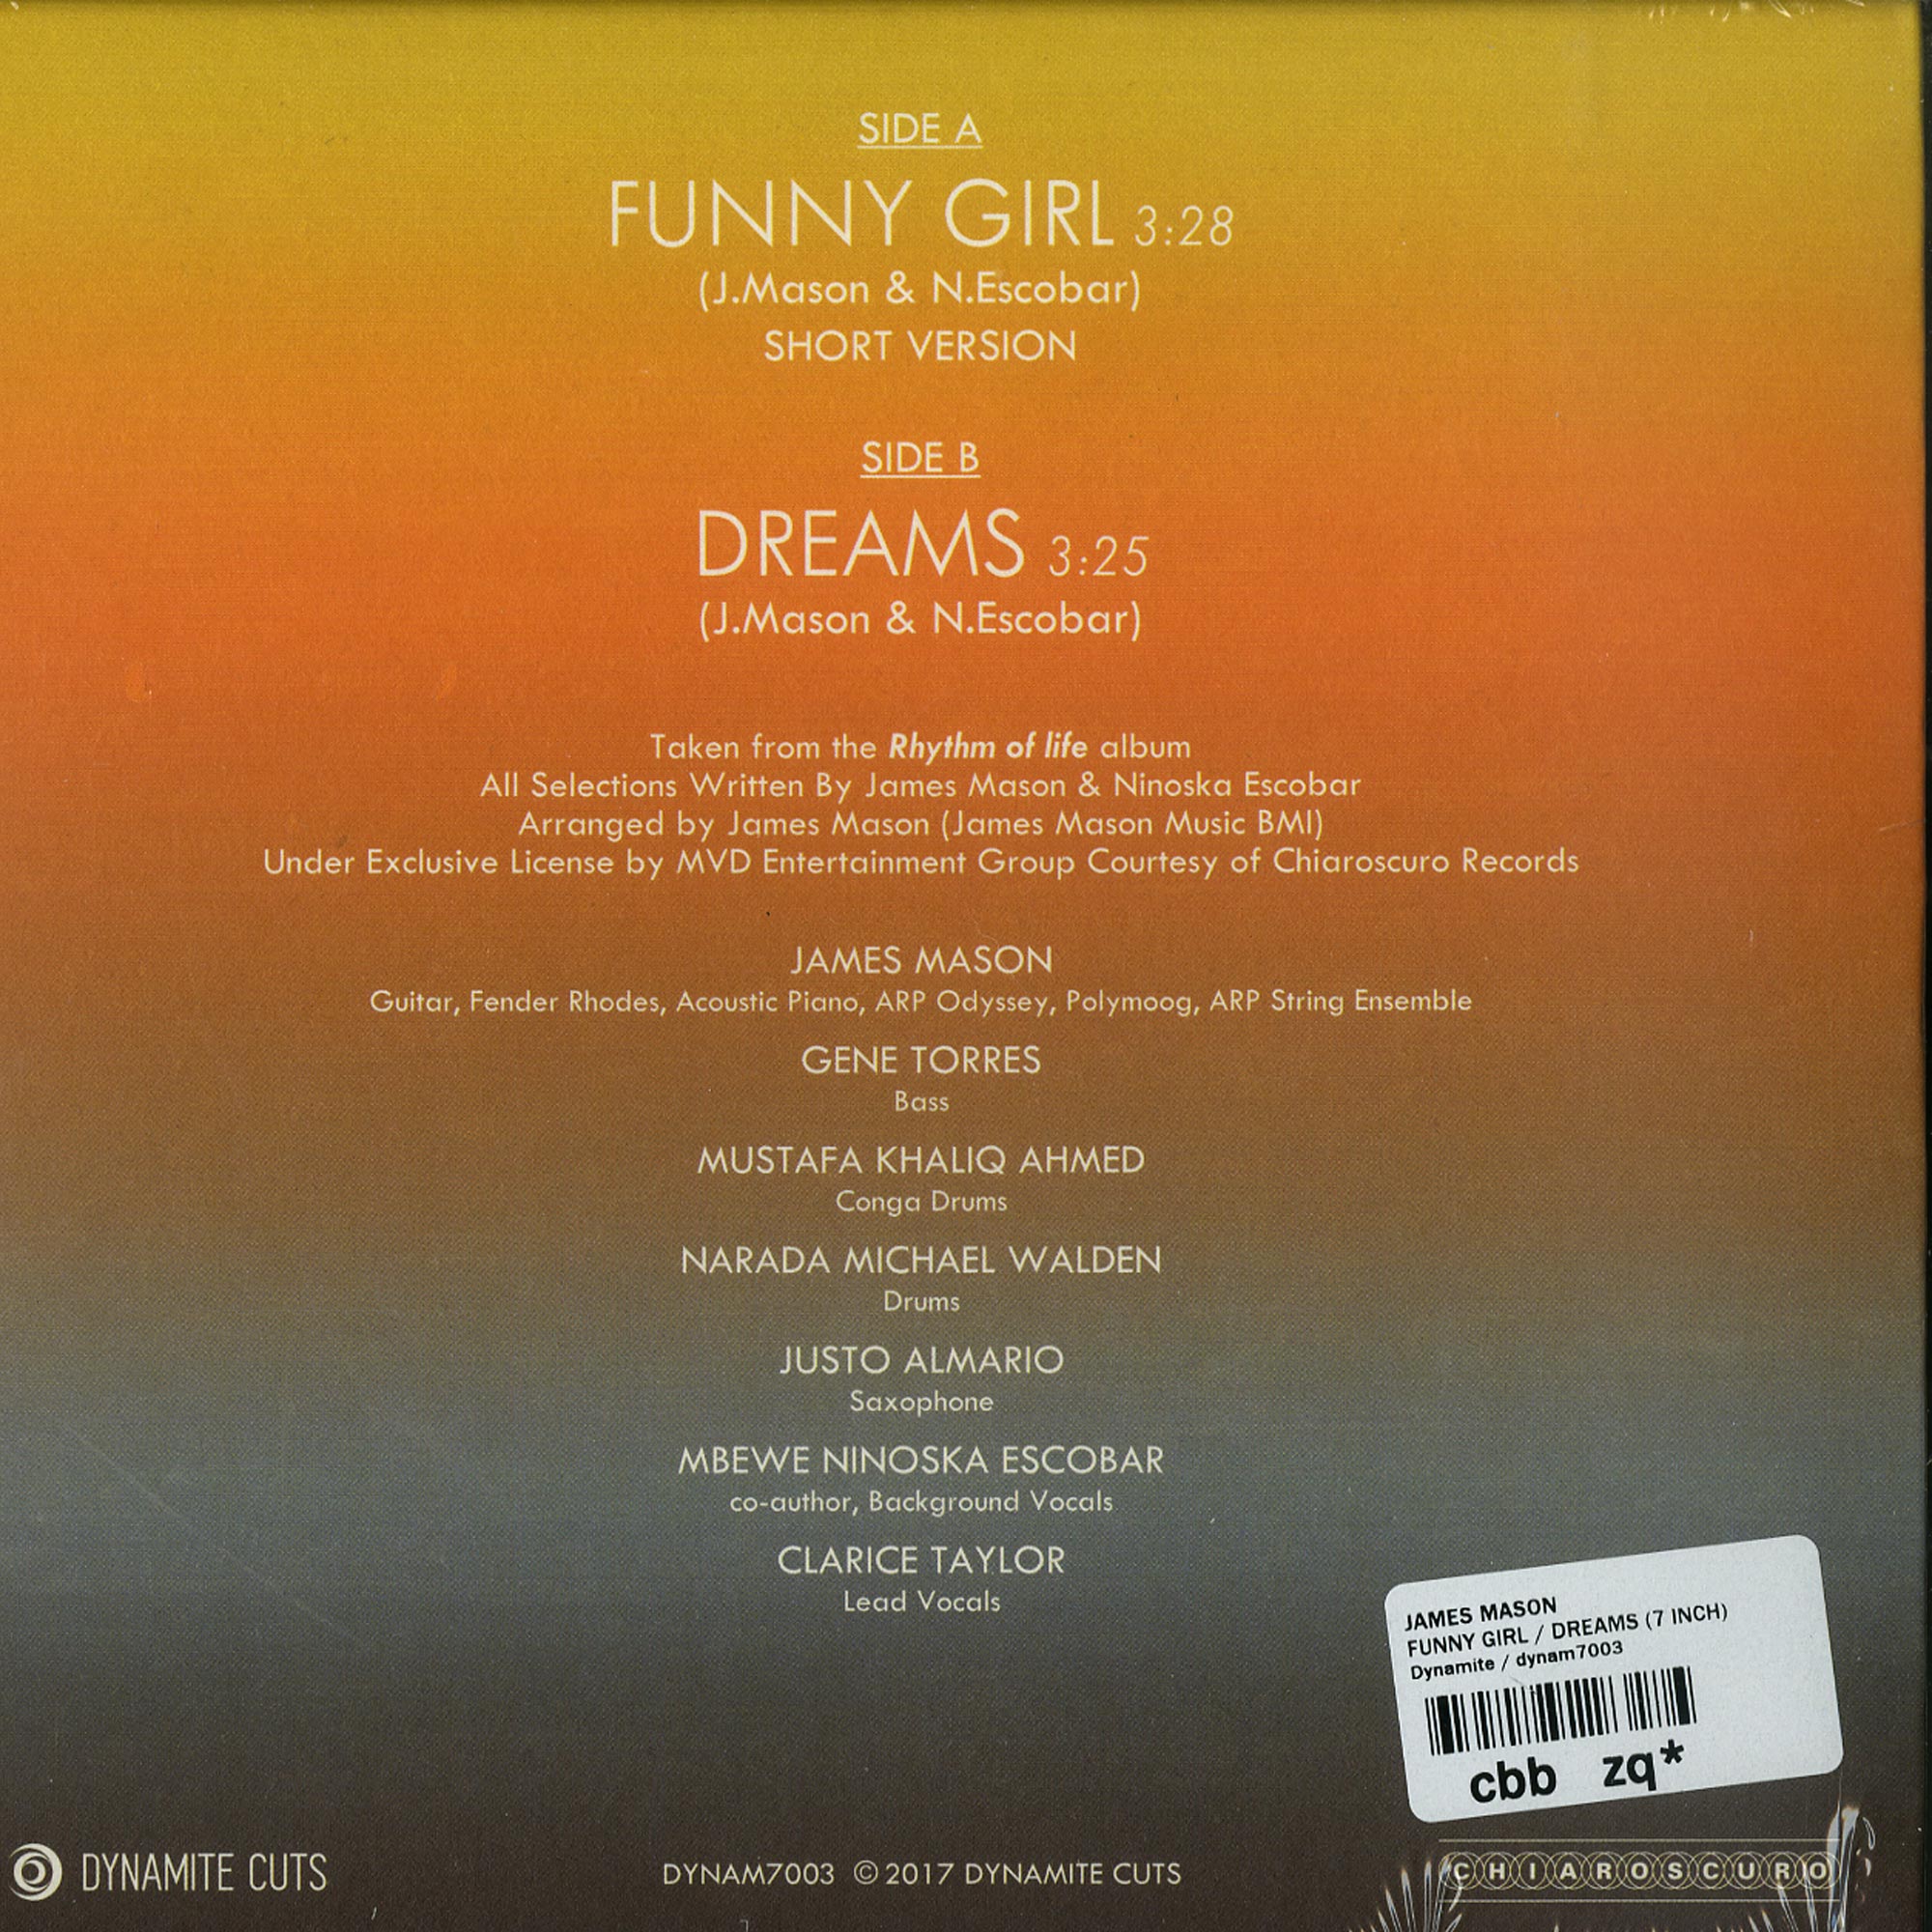 SIDE A
FUNNY GIRL 3:28
(J.Mason & N.Escobar)
SHORT VERSION
SIDE B
DREAMS 3:25
(J.Mason & N.Escobar)
Taken from the Rhythm of life album
All Selections Written By James Mason & Ninoska Escobar
Arranged by James Mason (James Mason Music BMI)
Under Exclusive License by MVD Entertainment Group Courtesy of Chiaroscuro Records
JAMES MASON
Guitar, Fender Rhodes, Acoustic Piano, ARP Odyssey, Polymoog, ARP String Ensemble
GENE TORRES
Bass
MUSTAFA KHALIQ AHMED
Conga Drums
NARADA MICHAEL WALDEN
Drums
JUSTO ALMARIO
Saxophone
MBEWE NINOSKA ESCOBAR
co-author, Background Vocals
CLARICE TAYLOR
Lead Vocals
JAMES MASON
FUNNY GIRL / DREAMS (7 INCH)
Dynamite / dynam7003
cbb zq*
DYNAMITE CUTS
DYNAM7003 ©2017 DYNAMITE CUTS
CHIAROSCURO